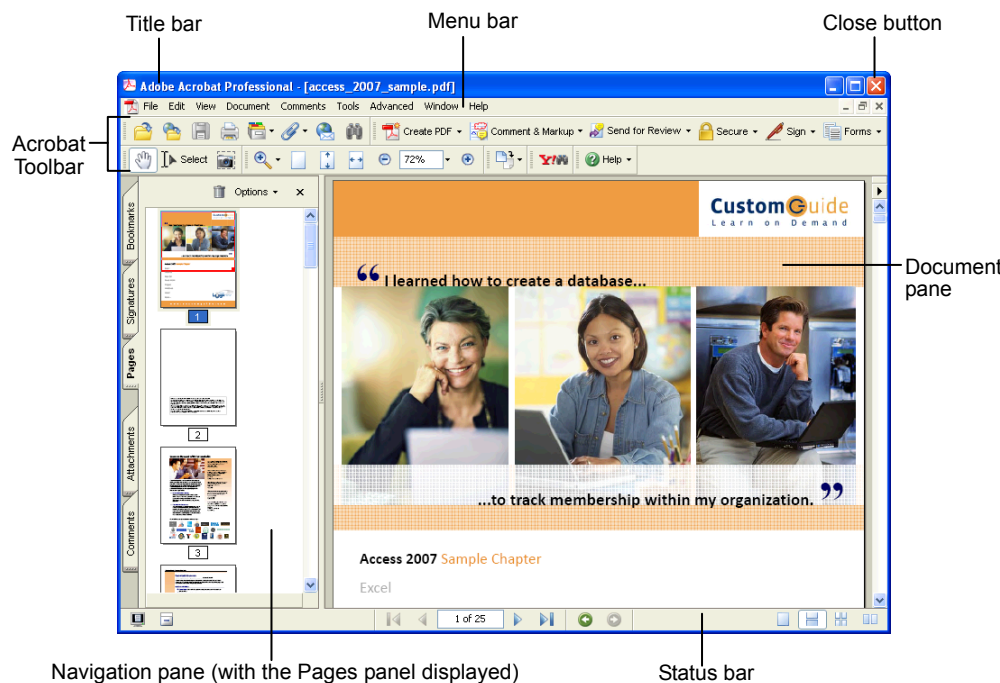 Title bar
Menu bar
Close button
Adobe Acrobat Professional - [access_2007_sample.pdf]
File Edit View Document Comments Tools Advanced Window Help
Acrobat
Toolbar
Create PDF Comment & Markup Send for Review Secure Sign Forms
Select 72% Y! Help
Options
Bookmarks
Signatures
Pages
Attachments
Comments
1
2
3
CustomGuide
Learn on Demand
“ I learned how to create a database...
Document
pane
...to track membership within my organization. ”
Access 2007 Sample Chapter
Excel
1 of 25
Navigation pane (with the Pages panel displayed)
Status bar